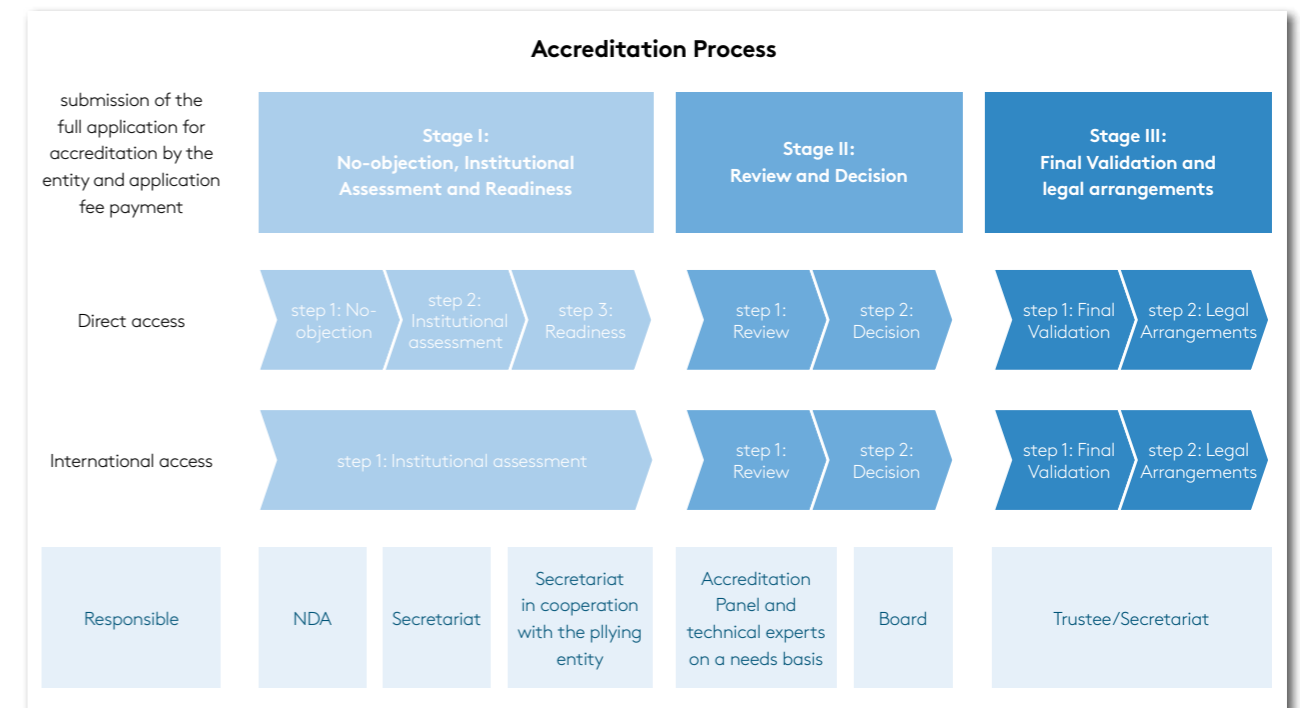 Accreditation Process
submission of the
full application for
accreditation by the
entity and application
fee payment
Stage I:
No-objection, Institutional
Assessment and Readiness
Stage II:
Review and Decision
Stage III:
Final Validation and
legal arrangements
Direct access
step 1: No-
objection
step 2:
Institutional
assessment
step 3:
Readiness
step 1:
Review
step 2:
Decision
step 1: Final
Validation
step 2: Legal
Arrangements
International access
step 1: Institutional assessment
step 1:
Review
step 2:
Decision
step 1: Final
Validation
step 2: Legal
Arrangements
Responsible
NDA
Secretariat
Secretariat
in cooperation
with the pllying
entity
Accreditation
Panel and
technical experts
on a needs basis
Board
Trustee/Secretariat